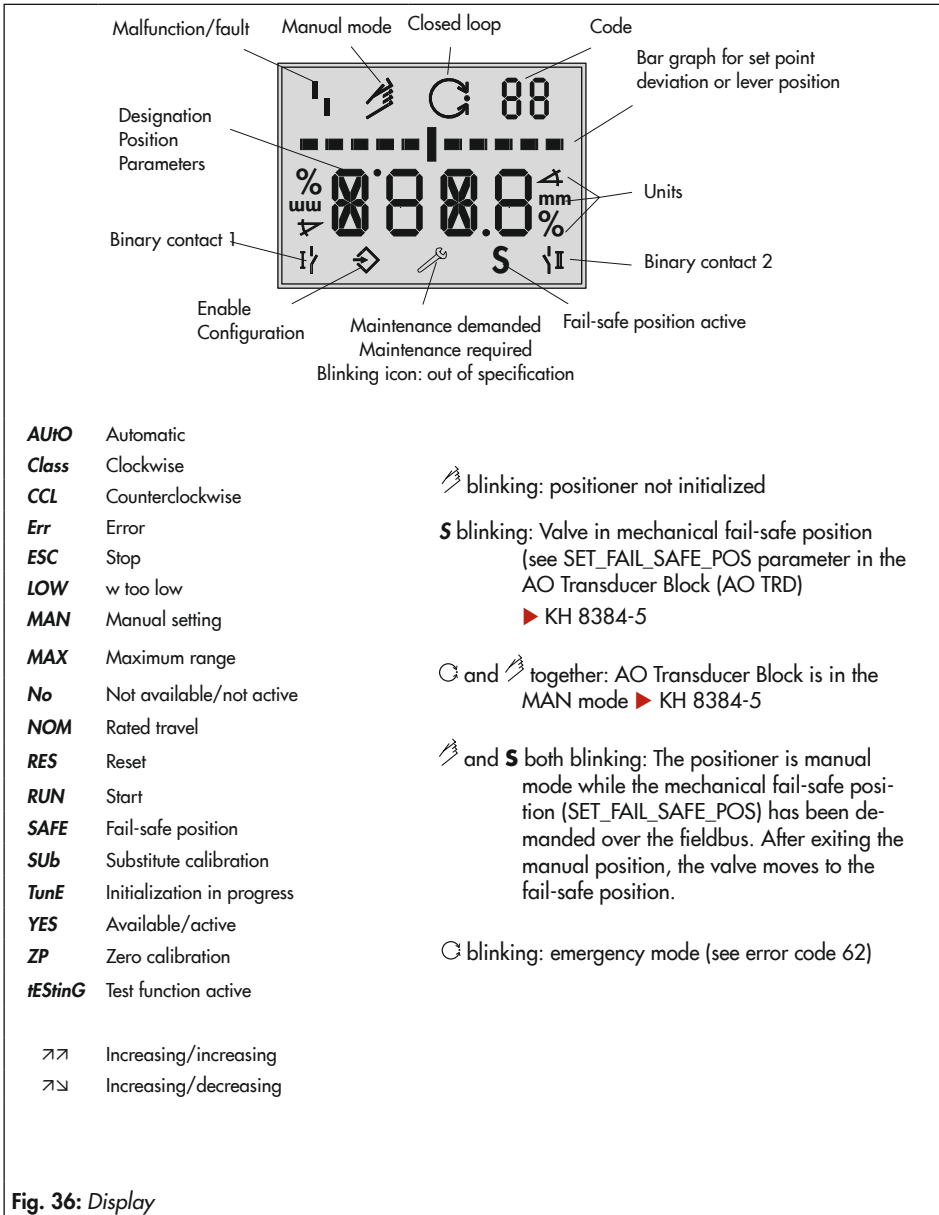 Malfunction/fault
Manual mode
Closed loop
Code
Bar graph for set point
deviation or lever position
88
Designation
Position
Parameters
%
mm
8.88.8
mm
%
Units
Binary contact 1
I
S
II
Binary contact 2
Enable
Configuration
Maintenance demanded
Maintenance required
Blinking icon: out of specification
Fail-safe position active
AUtO Automatic
Class Clockwise
CCL Counterclockwise
Err Error
ESC Stop
LOW w too low
MAN Manual setting
MAX Maximum range
No Not available/not active
NOM Rated travel
RES Reset
RUN Start
SAFE Fail-safe position
SUb Substitute calibration
TunE Initialization in progress
YES Available/active
ZP Zero calibration
tEStinG Test function active
↗↗ Increasing/increasing
↗↘ Increasing/decreasing
blinking: positioner not initialized
S blinking: Valve in mechanical fail-safe position
(see SET_FAIL_SAFE_POS parameter in the
AO Transducer Block (AO TRD)
▶ KH 8384-5
and together: AO Transducer Block is in the
MAN mode ▶ KH 8384-5
and S both blinking: The positioner is manual
mode while the mechanical fail-safe posi-
tion (SET_FAIL_SAFE_POS) has been de-
manded over the fieldbus. After exiting the
manual position, the valve moves to the
fail-safe position.
blinking: emergency mode (see error code 62)
Fig. 36: Display